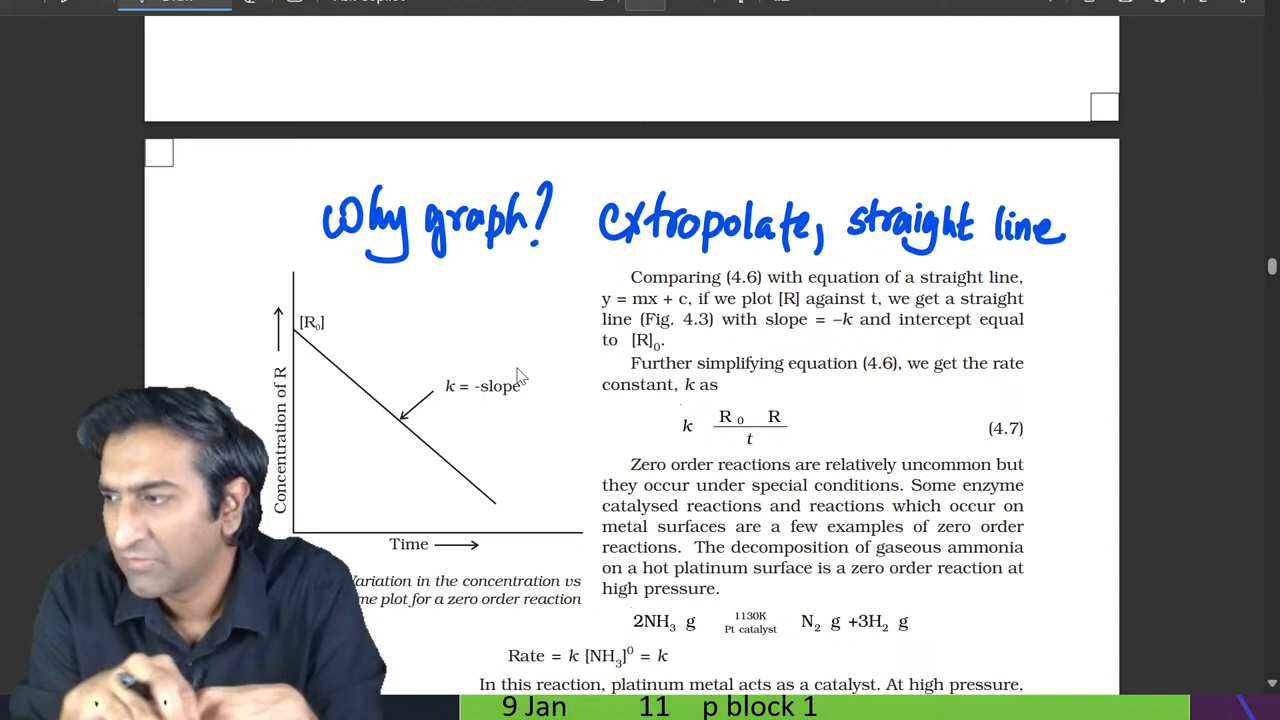 Why graph? extropolate, straight line
Comparing (4.6) with equation of a straight line,
y = mx + c, if we plot [R] against t, we get a straight
line (Fig. 4.3) with slope = –k and intercept equal
to [R]₀.
Further simplifying equation (4.6), we get the rate
constant, k as
k R ₀ R
t
(4.7)
Zero order reactions are relatively uncommon but
they occur under special conditions. Some enzyme
catalysed reactions and reactions which occur on
metal surfaces are a few examples of zero order
reactions. The decomposition of gaseous ammonia
on a hot platinum surface is a zero order reaction at
high pressure.
[R₀]
k = -slope
Concentration of R
Time
Variation in the concentration vs
plot for a zero order reaction
2NH₃ g 1130K N₂ g +3H₂ g
Pt catalyst
Rate = k [NH₃]⁰ = k
In this reaction, platinum metal acts as a catalyst. At high pressure,
9 Jan 11 p block 1